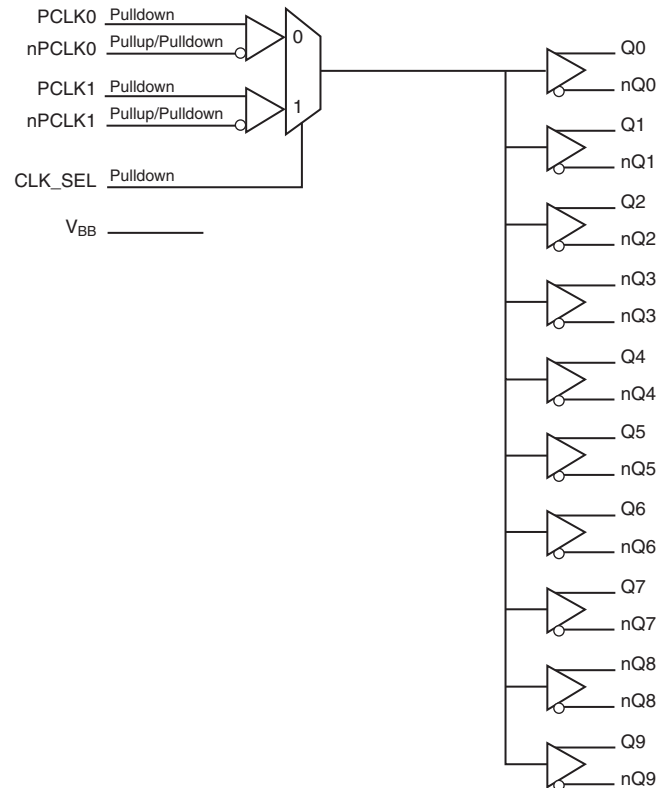 PCLK0 Pulldown
nPCLK0 Pullup/Pulldown
0
PCLK1 Pulldown
nPCLK1 Pullup/Pulldown
1
CLK_SEL Pulldown
VBB
Q0
nQ0
Q1
nQ1
Q2
nQ2
nQ3
nQ3
Q4
nQ4
Q5
nQ5
Q6
nQ6
Q7
nQ7
nQ8
nQ8
Q9
nQ9